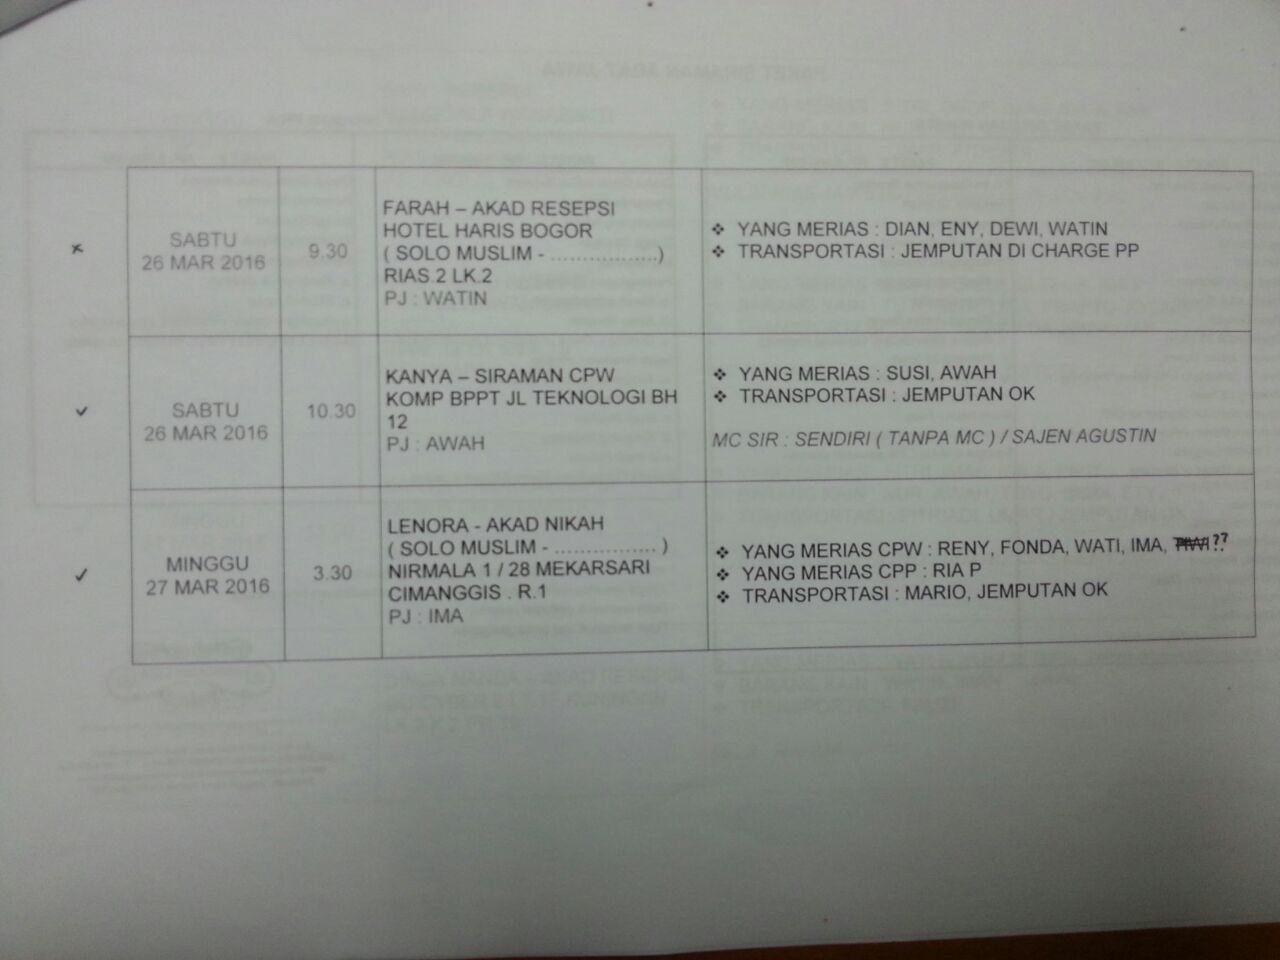 SABTU
26 MAR 2016
9.30
FARAH – AKAD RESEPSI
HOTEL HARIS BOGOR
( SOLO MUSLIM - ..................)
RIAS 2 LK.2
PJ : WATIN
❖ YANG MERIAS : DIAN, ENY, DEWI, WATIN
❖ TRANSPORTASI : JEMPUTAN DI CHARGE PP
SABTU
26 MAR 2016
10.30
KANYA – SIRAMAN CPW
KOMP BPPT JL TEKNOLOGI BH
12
PJ : AWAH
❖ YANG MERIAS : SUSI, AWAH
❖ TRANSPORTASI : JEMPUTAN OK
MC SIR : SENDIRI ( TANPA MC ) / SAJEN AGUSTIN
MINGGU
27 MAR 2016
3.30
LENORA - AKAD NIKAH
( SOLO MUSLIM - ................. )
NIRMALA 1 / 28 MEKARSARI
CIMANGGIS . R.1
PJ : IMA
❖ YANG MERIAS CPW : RENY, FONDA, WATI, IMA, ??
❖ YANG MERIAS CPP : RIA P
❖ TRANSPORTASI : MARIO, JEMPUTAN OK